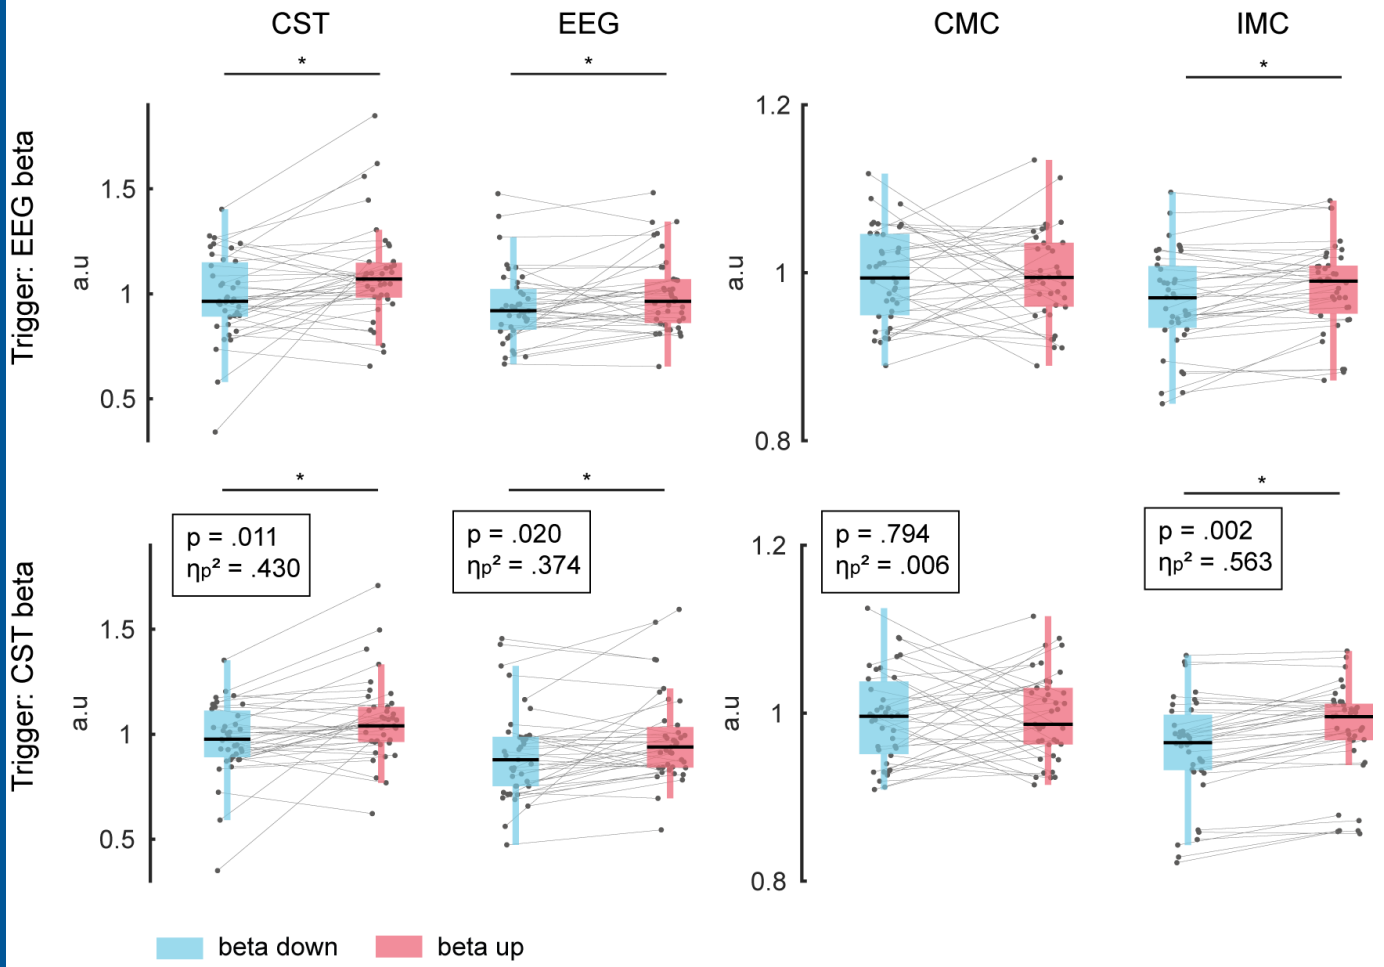 CST
EEG
CMC
IMC
*
*
*
Trigger: EEG beta
a.u
1.5
1
0.5
a.u
1.2
1
0.8
*
*
*
Trigger: CST beta
a.u
1.5
1
0.5
p = .011
ηp² = .430
p = .020
ηp² = .374
a.u
1.2
1
0.8
p = .794
ηp² = .006
p = .002
ηp² = .563
beta down
beta up